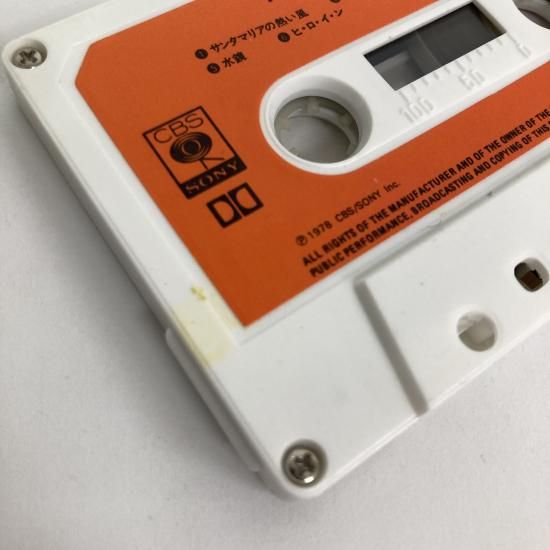 ❶サンタマリアの熱い風
❺水鏡 ❻ヒ・ロ・イ・ン
CBS
SONY
100 50 0
℗1978 CBS/SONY Inc.
ALL RIGHTS OF THE MANUFACTURER AND OF THE OWNER OF THE
PUBLIC PERFORMANCE, BROADCASTING AND COPYING OF THIS